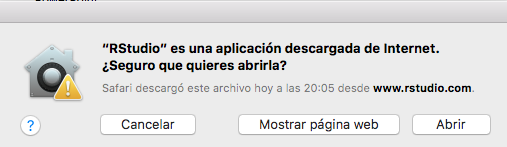 “RStudio” es una aplicación descargada de Internet.
¿Seguro que quieres abrirla?
Safari descargó este archivo hoy a las 20:05 desde www.rstudio.com.
? Cancelar Mostrar página web Abrir